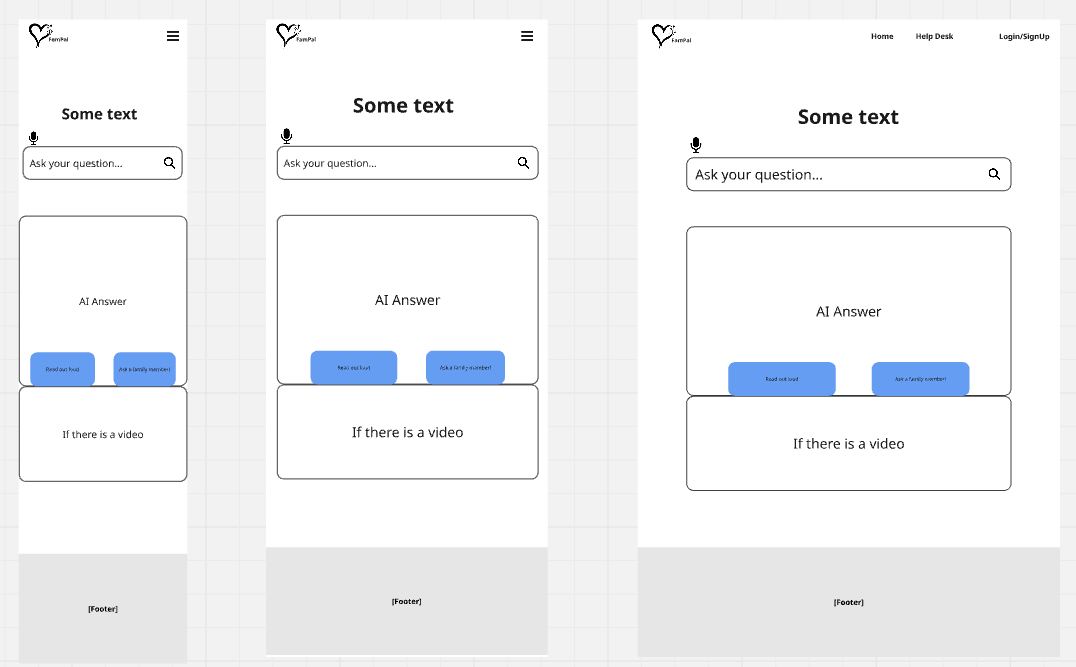 FamPal
Some text
Ask your question...
AI Answer
Read out loud
Ask a family member!
If there is a video
[Footer]
FamPal
Some text
Ask your question...
AI Answer
Read out loud
Ask a family member!
If there is a video
[Footer]
FamPal
Home
Help Desk
Login/SignUp
Some text
Ask your question...
AI Answer
Read out loud
Ask a family member!
If there is a video
[Footer]